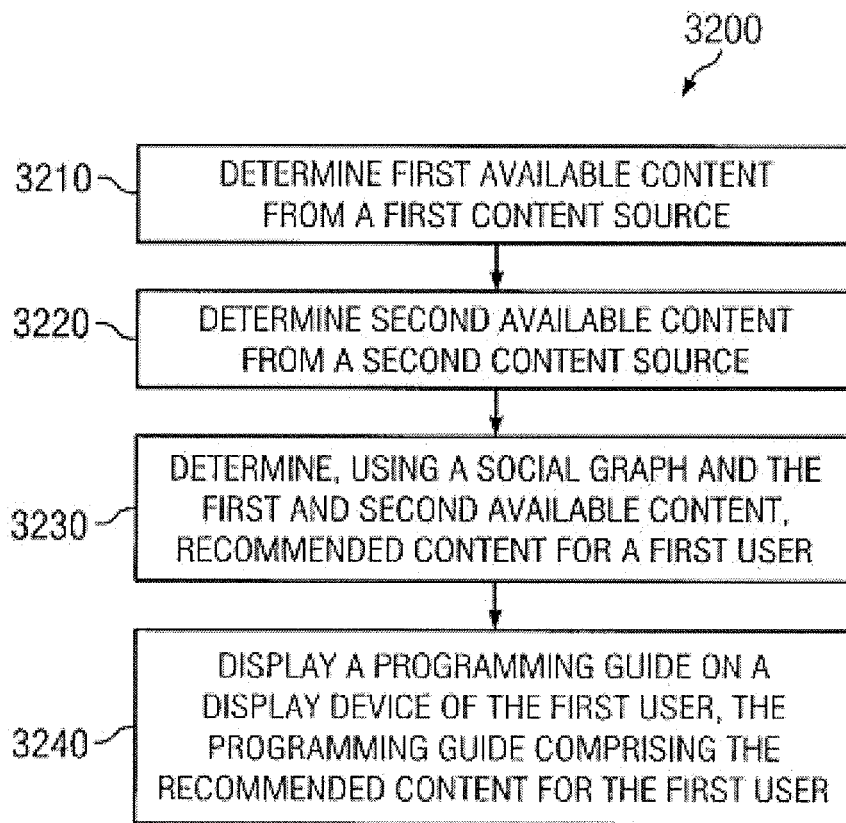 3200
3210
DETERMINE FIRST AVAILABLE CONTENT
FROM A FIRST CONTENT SOURCE
3220
DETERMINE SECOND AVAILABLE CONTENT
FROM A SECOND CONTENT SOURCE
3230
DETERMINE, USING A SOCIAL GRAPH AND THE
FIRST AND SECOND AVAILABLE CONTENT,
RECOMMENDED CONTENT FOR A FIRST USER
3240
DISPLAY A PROGRAMMING GUIDE ON A
DISPLAY DEVICE OF THE FIRST USER, THE
PROGRAMMING GUIDE COMPRISING THE
RECOMMENDED CONTENT FOR THE FIRST USER